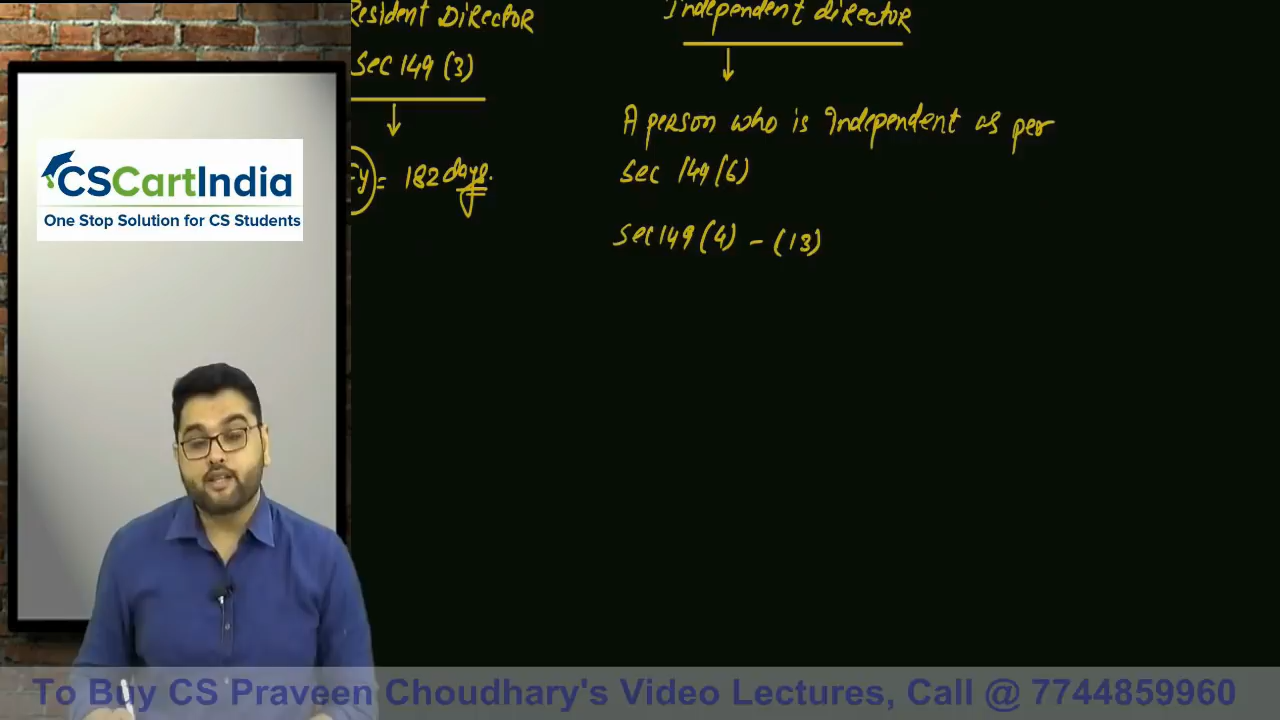 Resident Director
Sec 149 (3)
FY = 182 days.
Independent director
A person who is Independent as per
Sec 149 (6)
Sec 149 (4) - (13)
CSCartIndia
One Stop Solution for CS Students
To Buy CS Praveen Choudhary's Video Lectures, Call @ 7744859960